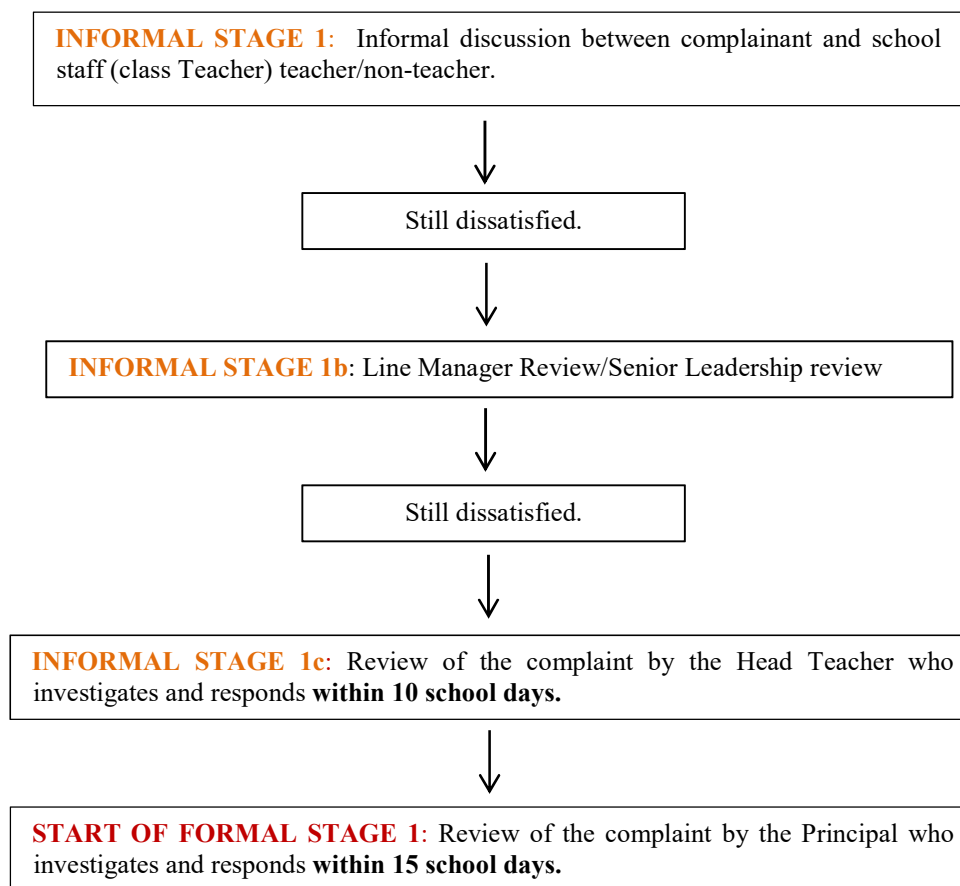 INFORMAL STAGE 1: Informal discussion between complainant and school
staff (class Teacher) teacher/non-teacher.
Still dissatisfied.
INFORMAL STAGE 1b: Line Manager Review/Senior Leadership review
Still dissatisfied.
INFORMAL STAGE 1c: Review of the complaint by the Head Teacher who
investigates and responds within 10 school days.
START OF FORMAL STAGE 1: Review of the complaint by the Principal who
investigates and responds within 15 school days.